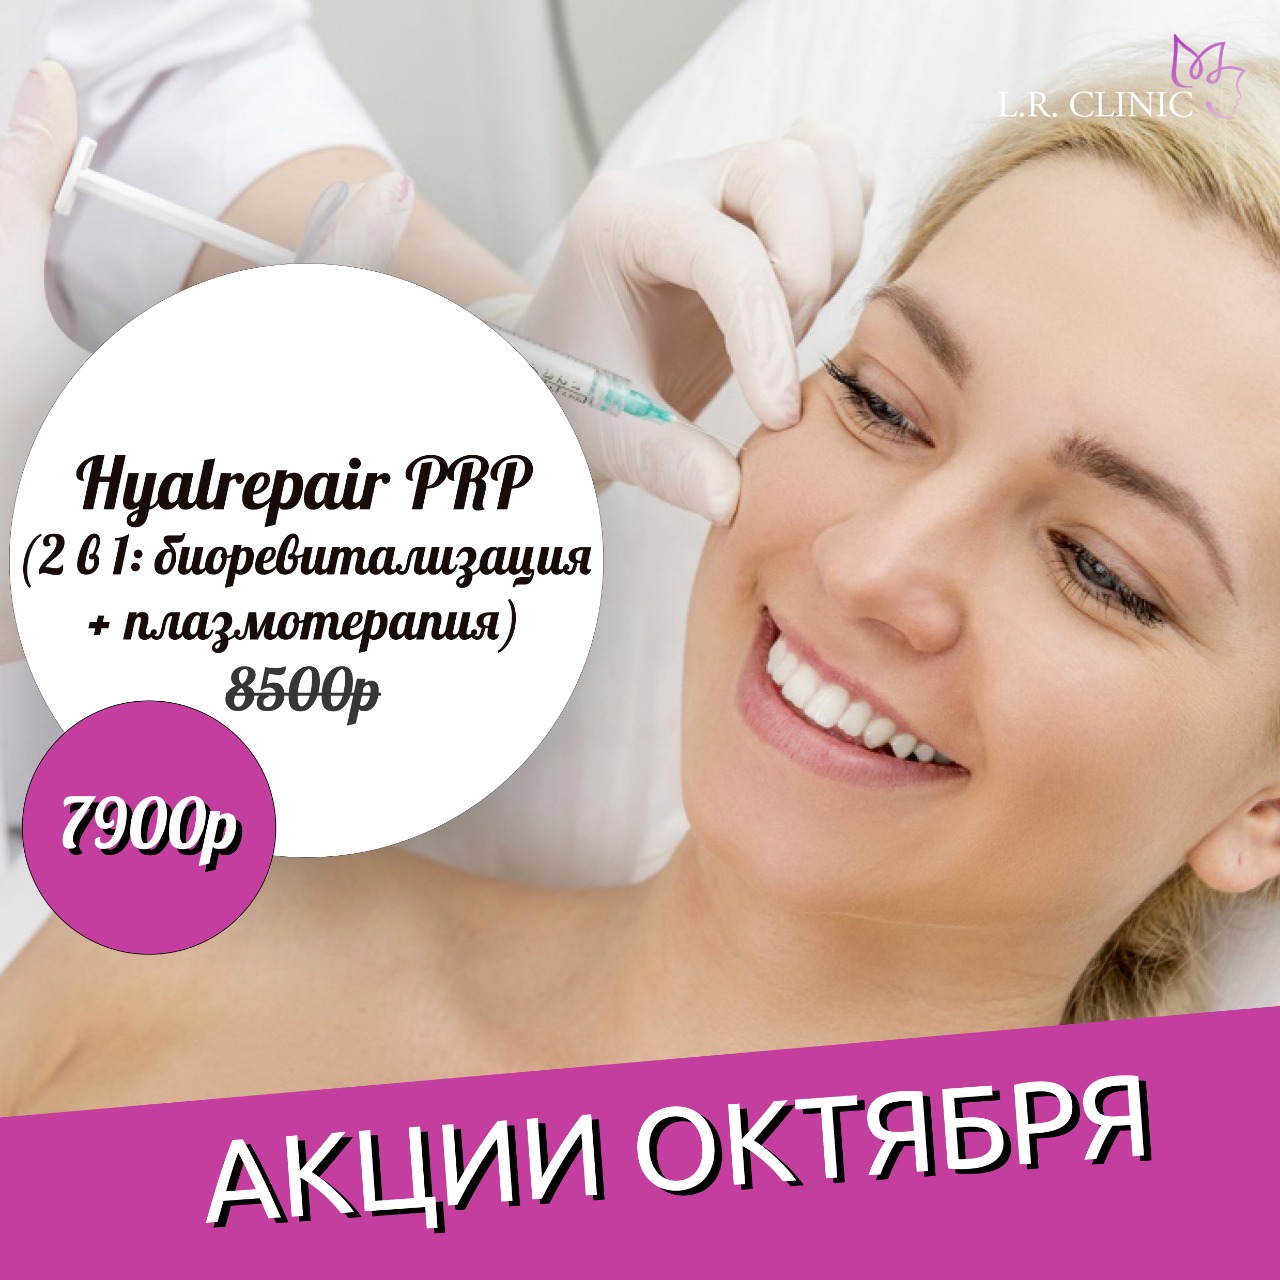 L.R. CLINIC
Hyalrepair PRP
(2 в 1: биоревитализация
+ плазмотерапия)
8500р
7900р
АКЦИИ ОКТЯБРЯ